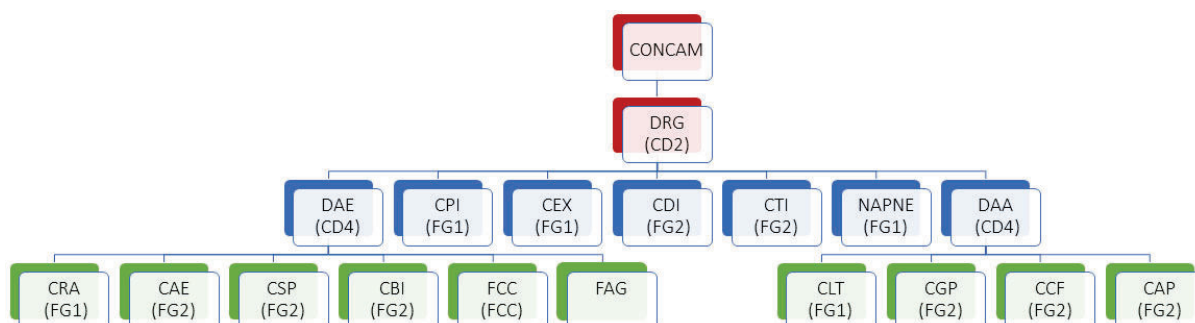 CONCAM
DRG
(CD2)
DAE
(CD4)
CPI
(FG1)
CEX
(FG1)
CDI
(FG2)
CTI
(FG2)
NAPNE
(FG1)
DAA
(CD4)
CRA
(FG1)
CAE
(FG2)
CSP
(FG2)
CBI
(FG2)
FCC
(FCC)
FAG
CLT
(FG1)
CGP
(FG2)
CCF
(FG2)
CAP
(FG2)